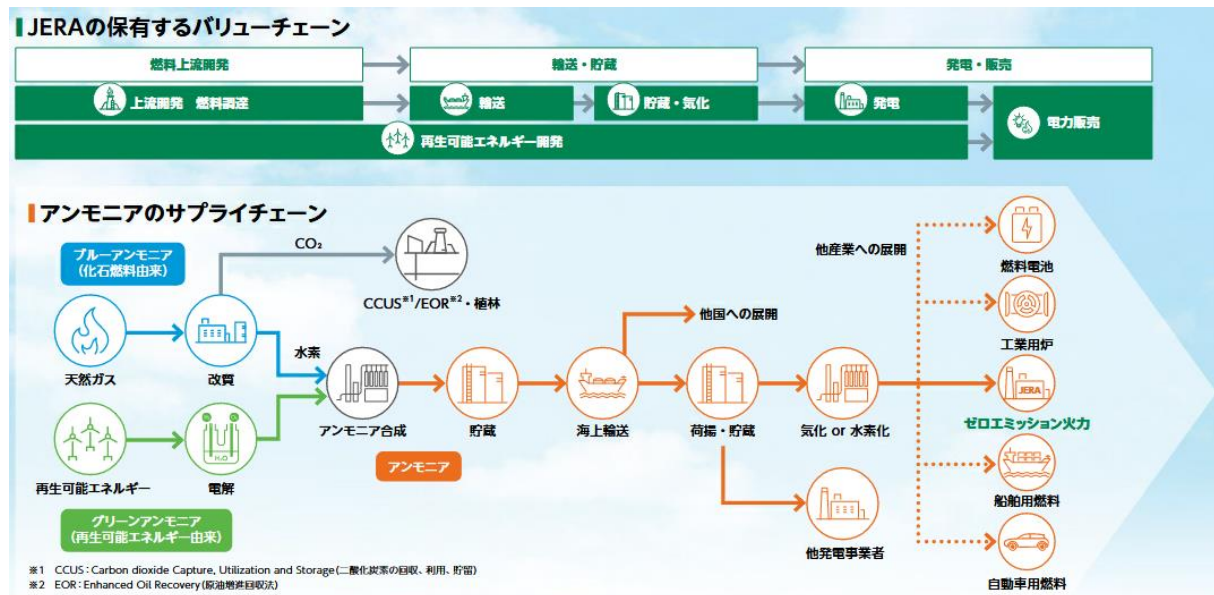 JERAの保有するバリューチェーン
燃料上流開発
輸送・貯蔵
発電・販売
上流開発 燃料調達
輸送
貯蔵・気化
発電
電力販売
再生可能エネルギー開発
アンモニアのサプライチェーン
ブルーアンモニア
(化石燃料由来)
CO₂
CCUS※1/EOR※2・植林
他産業への展開
燃料電池
他国への展開
工業用炉
天然ガス
改質
水素
アンモニア合成
貯蔵
海上輸送
荷揚・貯蔵
気化 or 水素化
JERA
ゼロエミッション火力
アンモニア
H₂
O₂
H₂O
再生可能エネルギー
電解
グリーンアンモニア
(再生可能エネルギー由来)
他発電事業者
船舶用燃料
自動車用燃料
※1 CCUS:Carbon dioxide Capture, Utilization and Storage(二酸化炭素の回収、利用、貯留)
※2 EOR:Enhanced Oil Recovery(原油増進回収法)